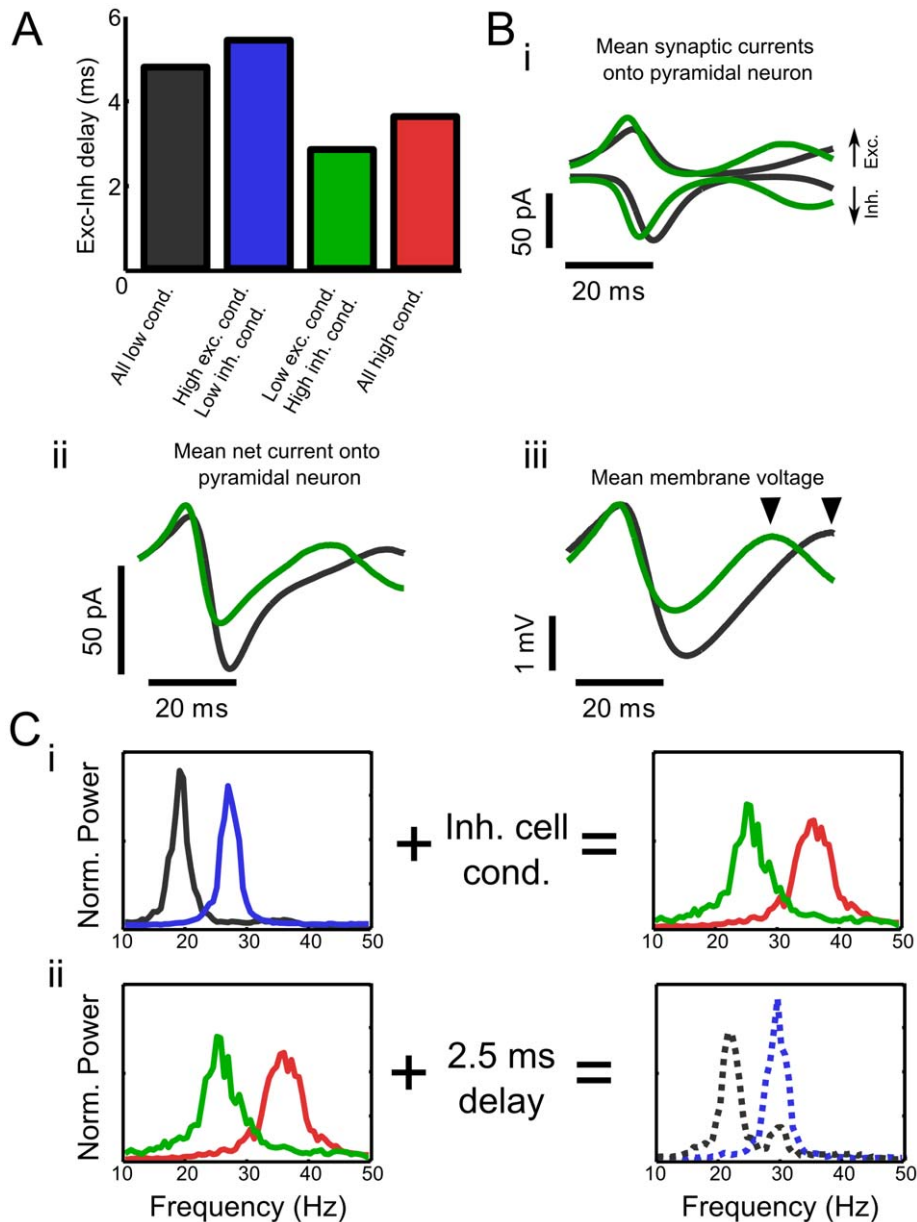 A
6
4
2
0
Exc-Inh delay (ms)
All low cond.
High exc. cond.
Low inh. cond.
Low exc. cond.
High inh. cond.
All high cond.
B
i
Mean synaptic currents
onto pyramidal neuron
Exc.
Inh.
50 pA
20 ms
ii
Mean net current onto
pyramidal neuron
50 pA
20 ms
iii
Mean membrane voltage
1 mV
20 ms
C
i
Norm. Power
10 20 30 40 50
+ Inh. cell =
cond.
10 20 30 40 50
ii
Norm. Power
10 20 30 40 50
Frequency (Hz)
+ 2.5 ms =
delay
10 20 30 40 50
Frequency (Hz)